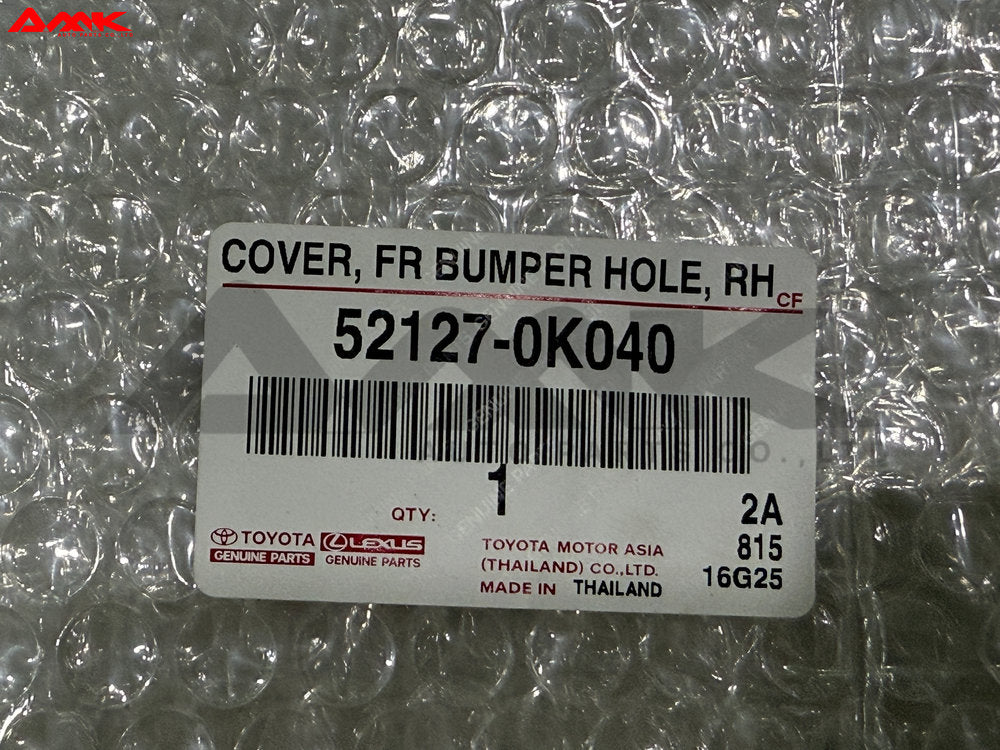 AMK
COVER, FR BUMPER HOLE, RH CF
52127-0K040
1
QTY:
2A
815
16G25
TOYOTA
GENUINE PARTS
LEXUS
GENUINE PARTS
TOYOTA MOTOR ASIA
(THAILAND) CO.,LTD.
MADE IN THAILAND